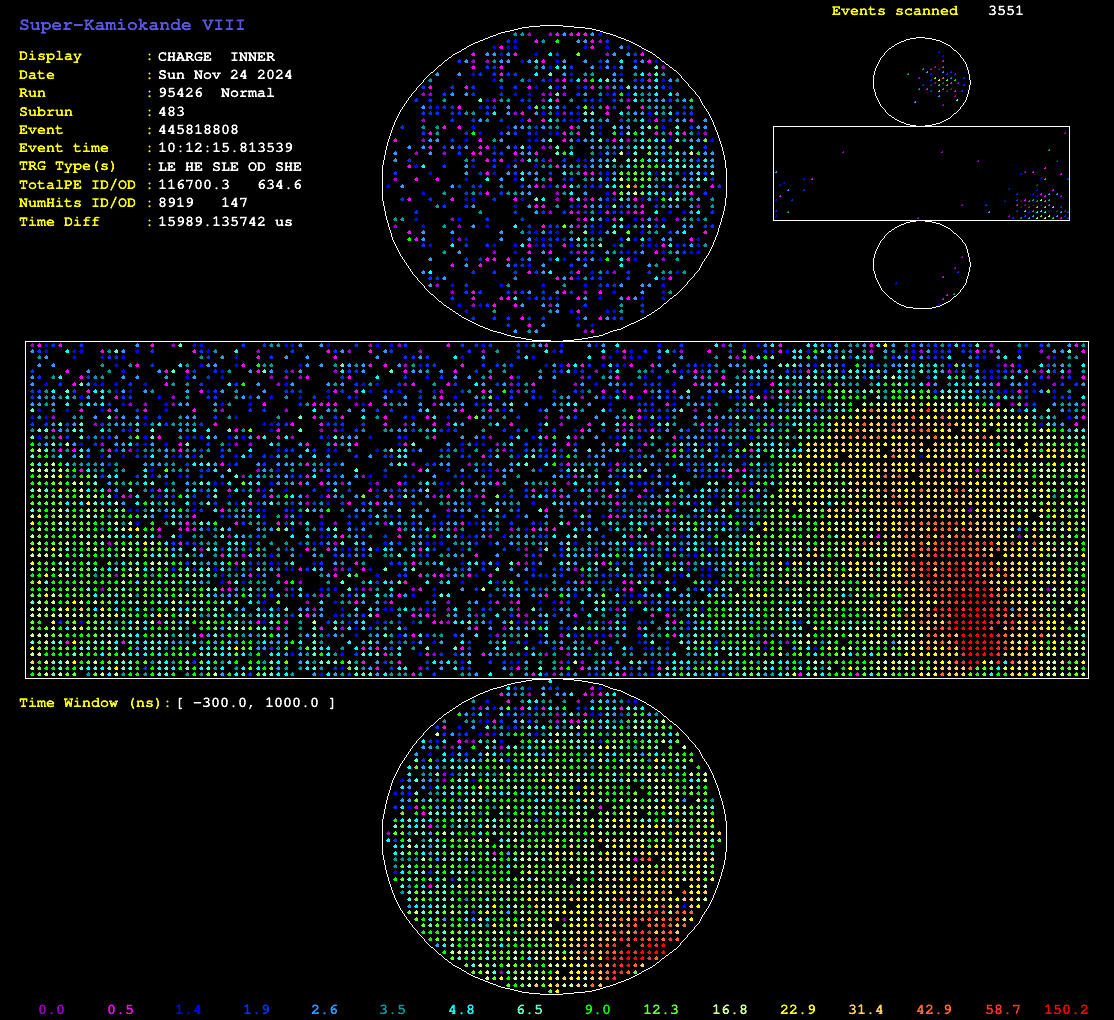 Super-Kamiokande VIII
Events scanned 3551
Display : CHARGE INNER
Date : Sun Nov 24 2024
Run : 95426 Normal
Subrun : 483
Event : 445818808
Event time : 10:12:15.813539
TRG Type(s) : LE HE SLE OD SHE
TotalPE ID/OD : 116700.3 634.6
NumHits ID/OD : 8919 147
Time Diff : 15989.135742 us
Time Window (ns): [ -300.0, 1000.0 ]
0.0 0.5 1.4 1.9 2.6 3.5 4.8 6.5 9.0 12.3 16.8 22.9 31.4 42.9 58.7 150.2